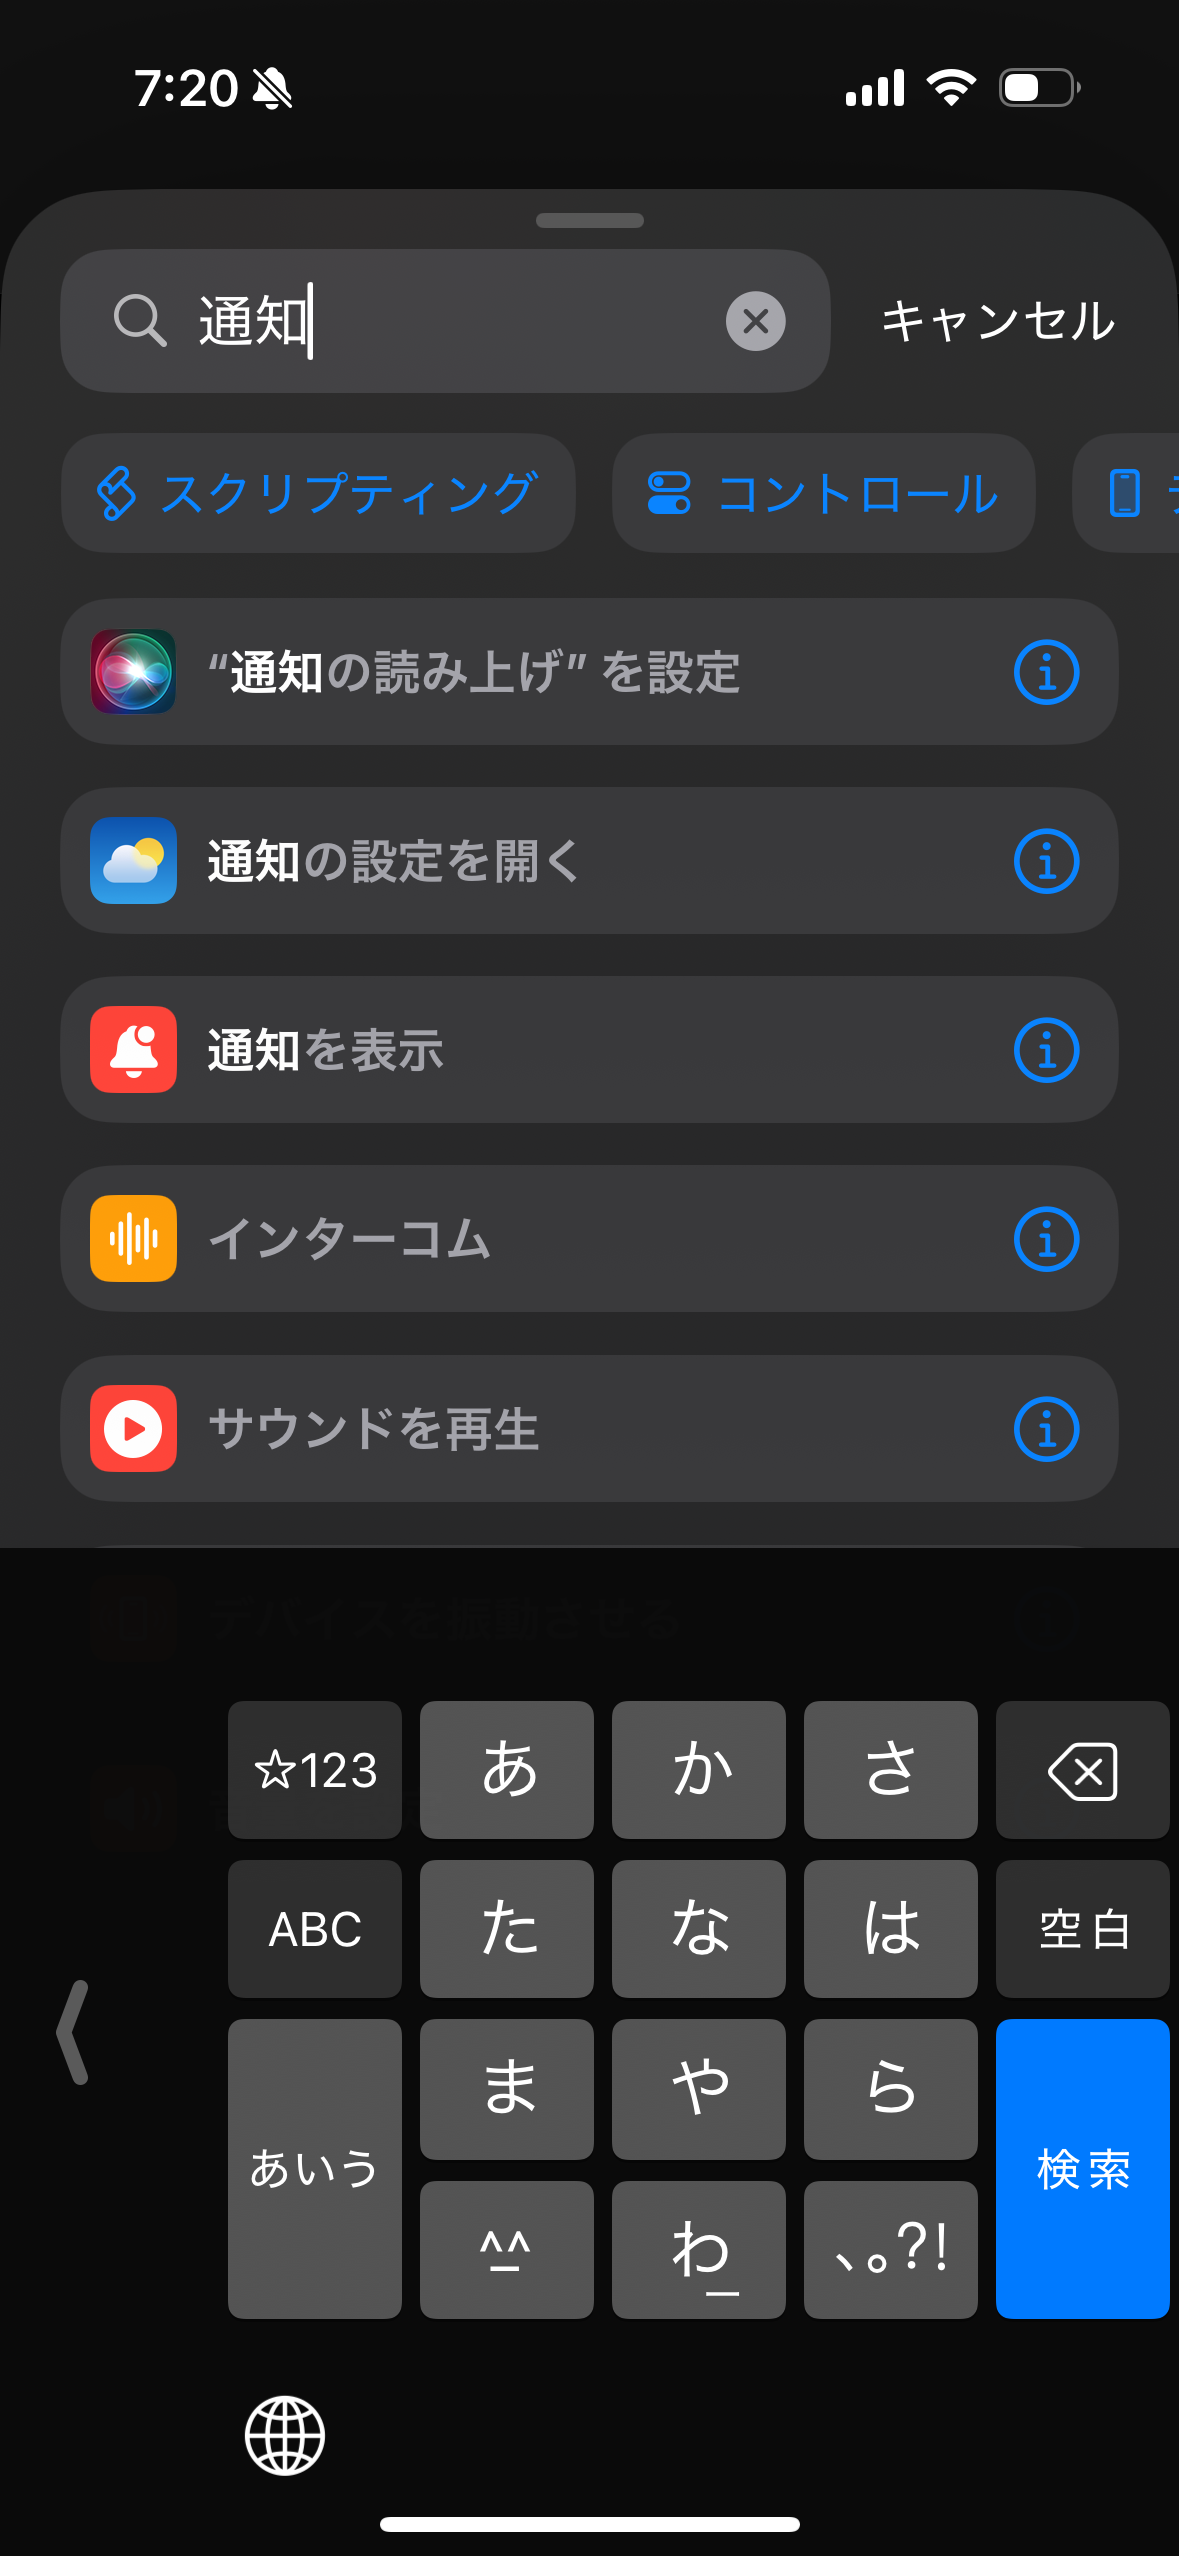 7:20
通知
キャンセル
スクリプティング
コントロール
“通知の読み上げ” を設定
通知の設定を開く
通知を表示
インターコム
サウンドを再生
デバイスを振動させる
☆123
あ
か
さ
ABC
た
な
は
空白
ま
や
ら
あいう
検索
^^
わ
、。?!